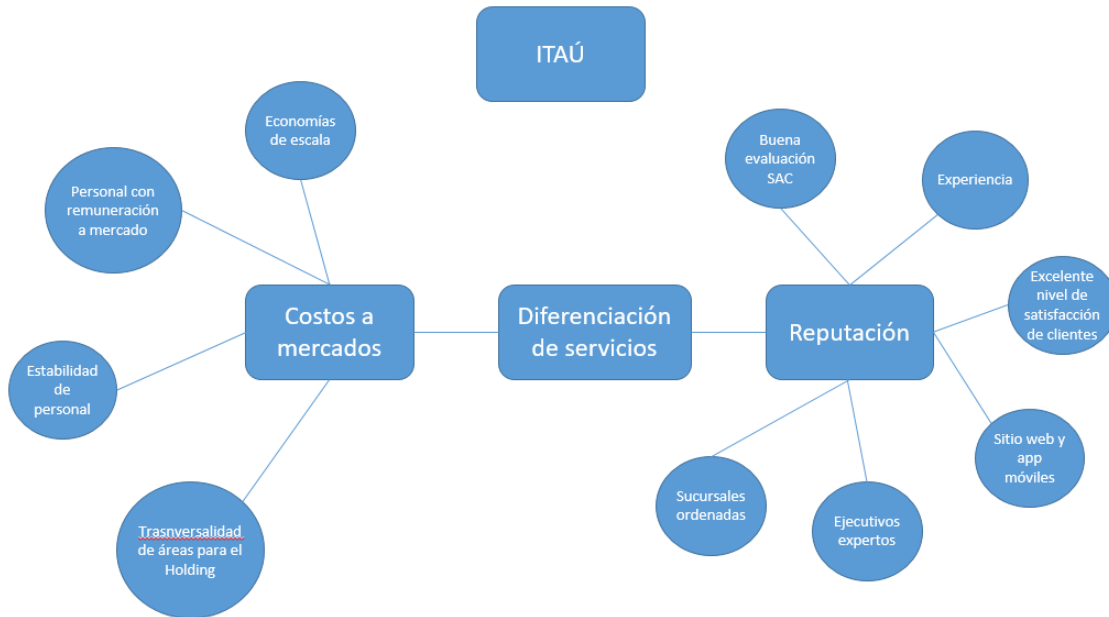 ITAÚ
Economías
de escala
Buena
evaluación
SAC
Experiencia
Personal con
remuneración
a mercado
Excelente
nivel de
satisfacción
de clientes
Costos a
mercados
Diferenciación
de servicios
Reputación
Estabilidad
de
personal
Sitio web y
app
móviles
Sucursales
ordenadas
Ejecutivos
expertos
Trasnversalidad
de áreas para el
Holding